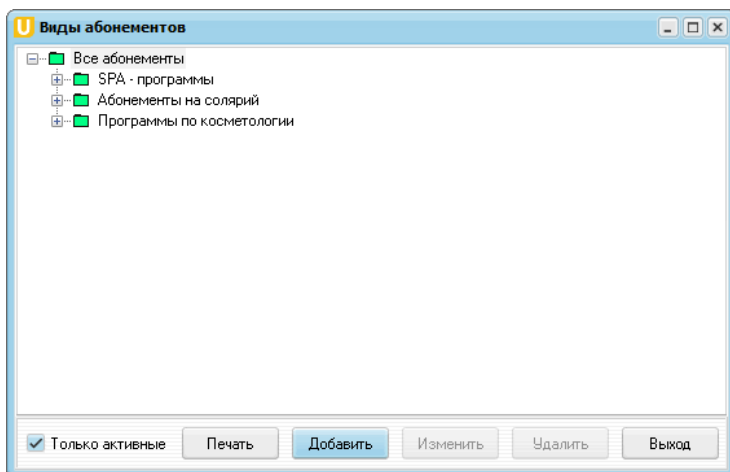 U Виды абонементов
Все абонементы
SPA - программы
Абонементы на солярий
Программы по косметологии
Только активные Печать Добавить Изменить Удалить Выход